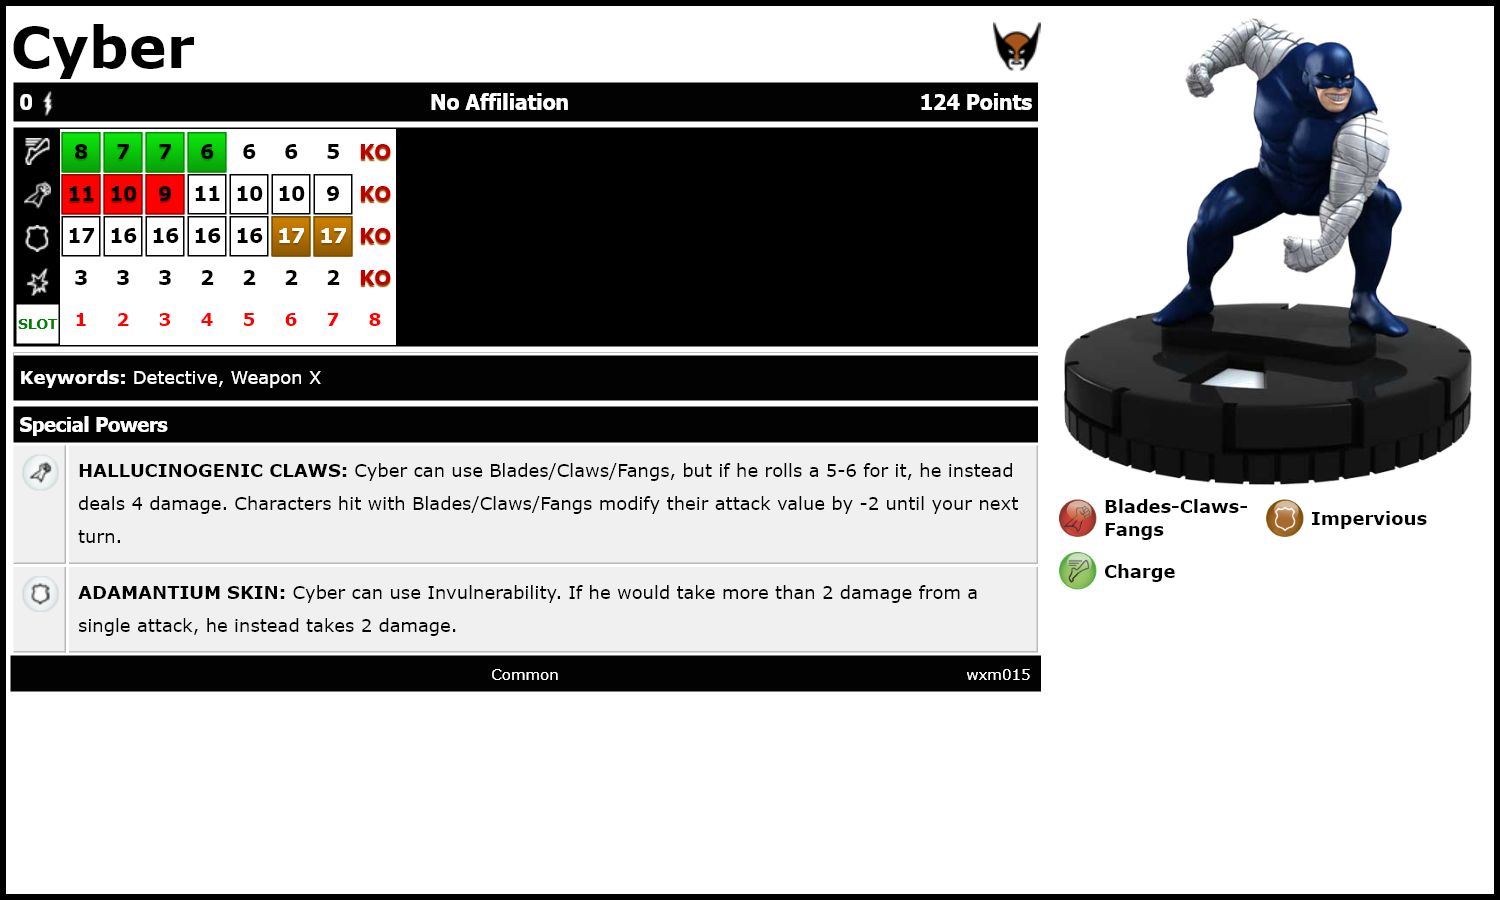 Cyber
0 No Affiliation 124 Points
8 7 7 6 6 6 5 KO
11 10 9 11 10 10 9 KO
17 16 16 16 16 17 17 KO
3 3 3 2 2 2 2 KO
SLOT 1 2 3 4 5 6 7 8
Keywords: Detective, Weapon X
Special Powers
HALLUCINOGENIC CLAWS: Cyber can use Blades/Claws/Fangs, but if he rolls a 5-6 for it, he instead
deals 4 damage. Characters hit with Blades/Claws/Fangs modify their attack value by -2 until your next
turn.
ADAMANTIUM SKIN: Cyber can use Invulnerability. If he would take more than 2 damage from a
single attack, he instead takes 2 damage.
Common wxm015
Blades-Claws-
Fangs
Impervious
Charge